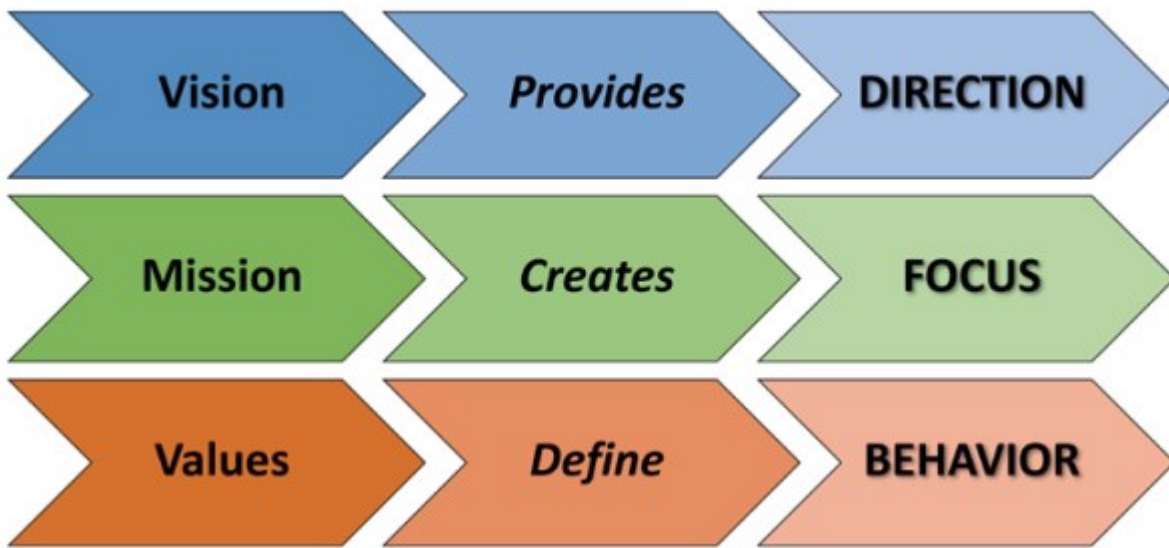 Vision Provides DIRECTION
Mission Creates FOCUS
Values Define BEHAVIOR